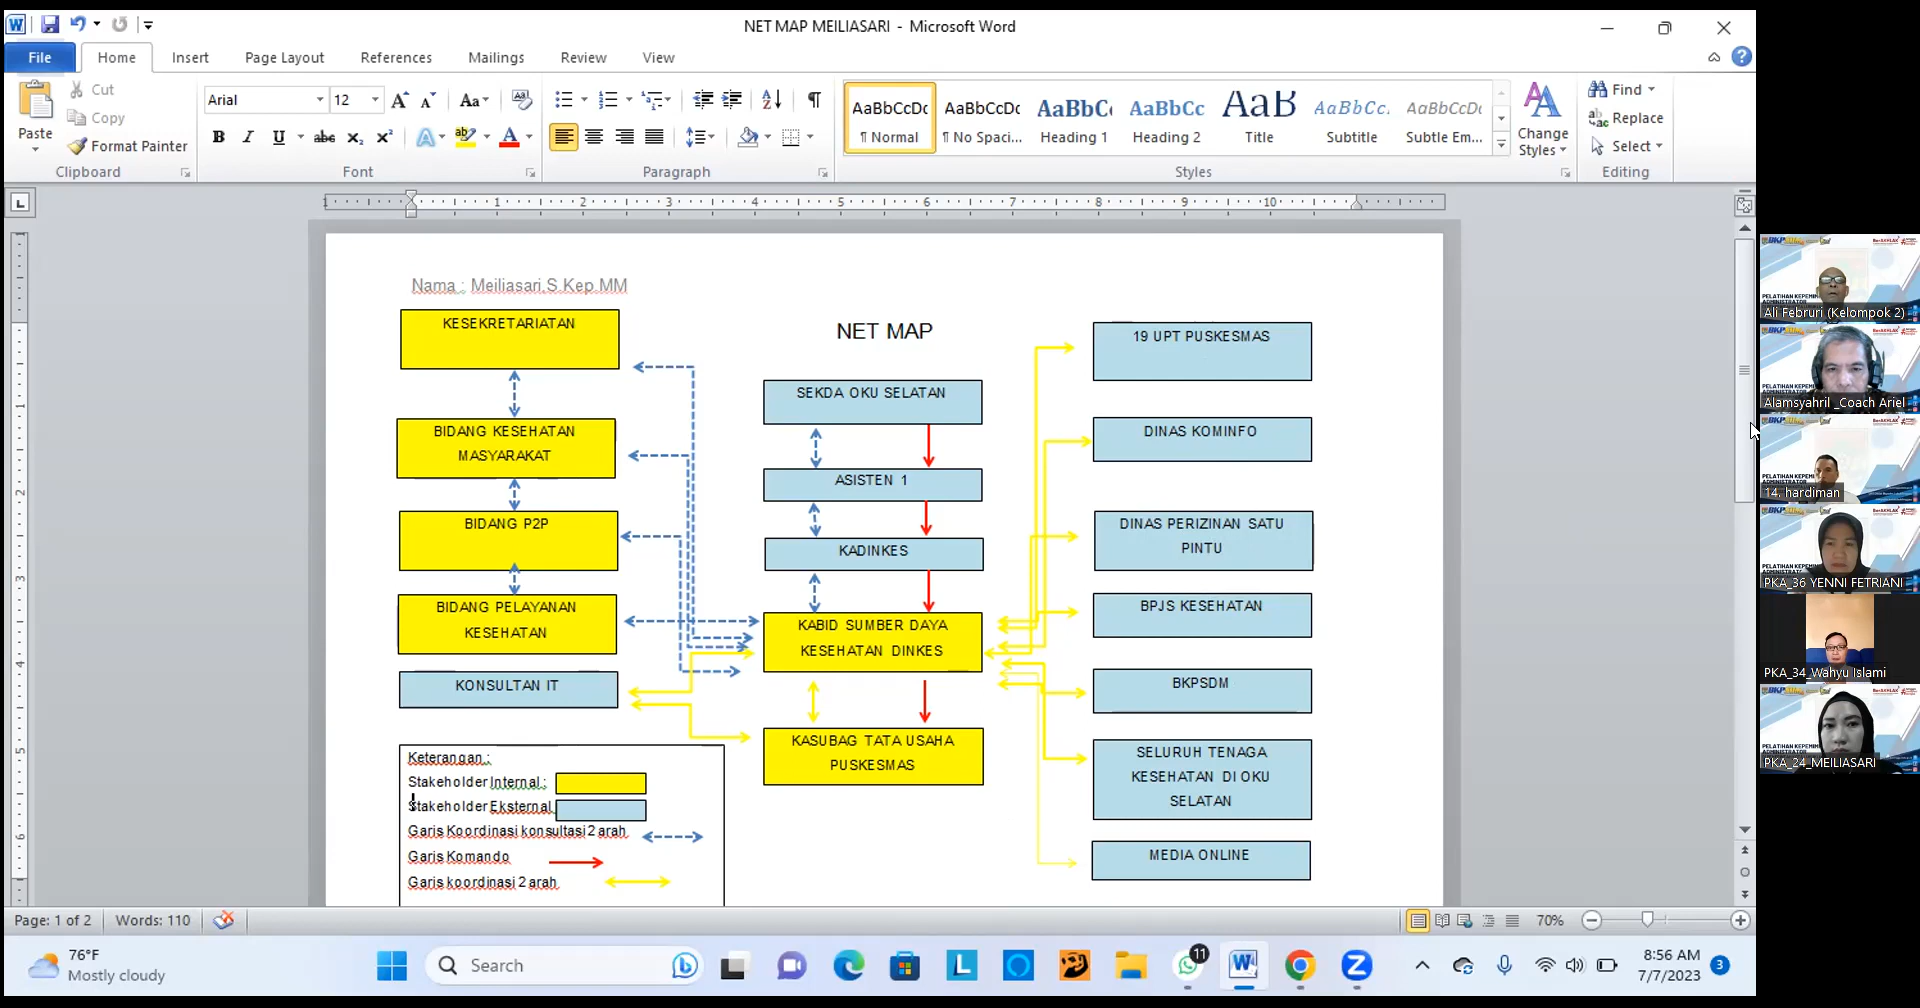 NET MAP MEILIASARI - Microsoft Word
File Home Insert Page Layout References Mailings Review View
Paste
Cut
Copy
Format Painter
Clipboard
Arial 12
Font
Paragraph
AaBbCcDc AaBbCcDc AaBbC AaBbCc AaB AaBbCc. AaBbCcDc
¶ Normal ¶ No Spaci... Heading 1 Heading 2 Title Subtitle Subtle Em...
Styles
Change
Styles
Find
Replace
Select
Editing
Nama : Meiliasari,S.Kep.MM
NET MAP
KESEKRETARIATAN
BIDANG KESEHATAN
MASYARAKAT
BIDANG P2P
BIDANG PELAYANAN
KESEHATAN
KONSULTAN IT
SEKDA OKU SELATAN
ASISTEN 1
KADINKES
KABID SUMBER DAYA
KESEHATAN DINKES
KASUBAG TATA USAHA
PUSKESMAS
19 UPT PUSKESMAS
DINAS KOMINFO
DINAS PERIZINAN SATU
PINTU
BPJS KESEHATAN
BKPSDM
SELURUH TENAGA
KESEHATAN DI OKU
SELATAN
MEDIA ONLINE
Keterangan :
Stakeholder Internal :
Stakeholder Eksternal
Garis Koordinasi konsultasi 2 arah
Garis Komando
Garis koordinasi 2 arah
Ali Februri (Kelompok 2)
Alamsyahril _Coach Ariel
14. hardiman
PKA_36 YENNI FETRIANI
PKA_34_Wahyu Islami
PKA_24_MEILIASARI
Page: 1 of 2 Words: 110 70%
76°F
Mostly cloudy
Search
11
8:56 AM
7/7/2023
3